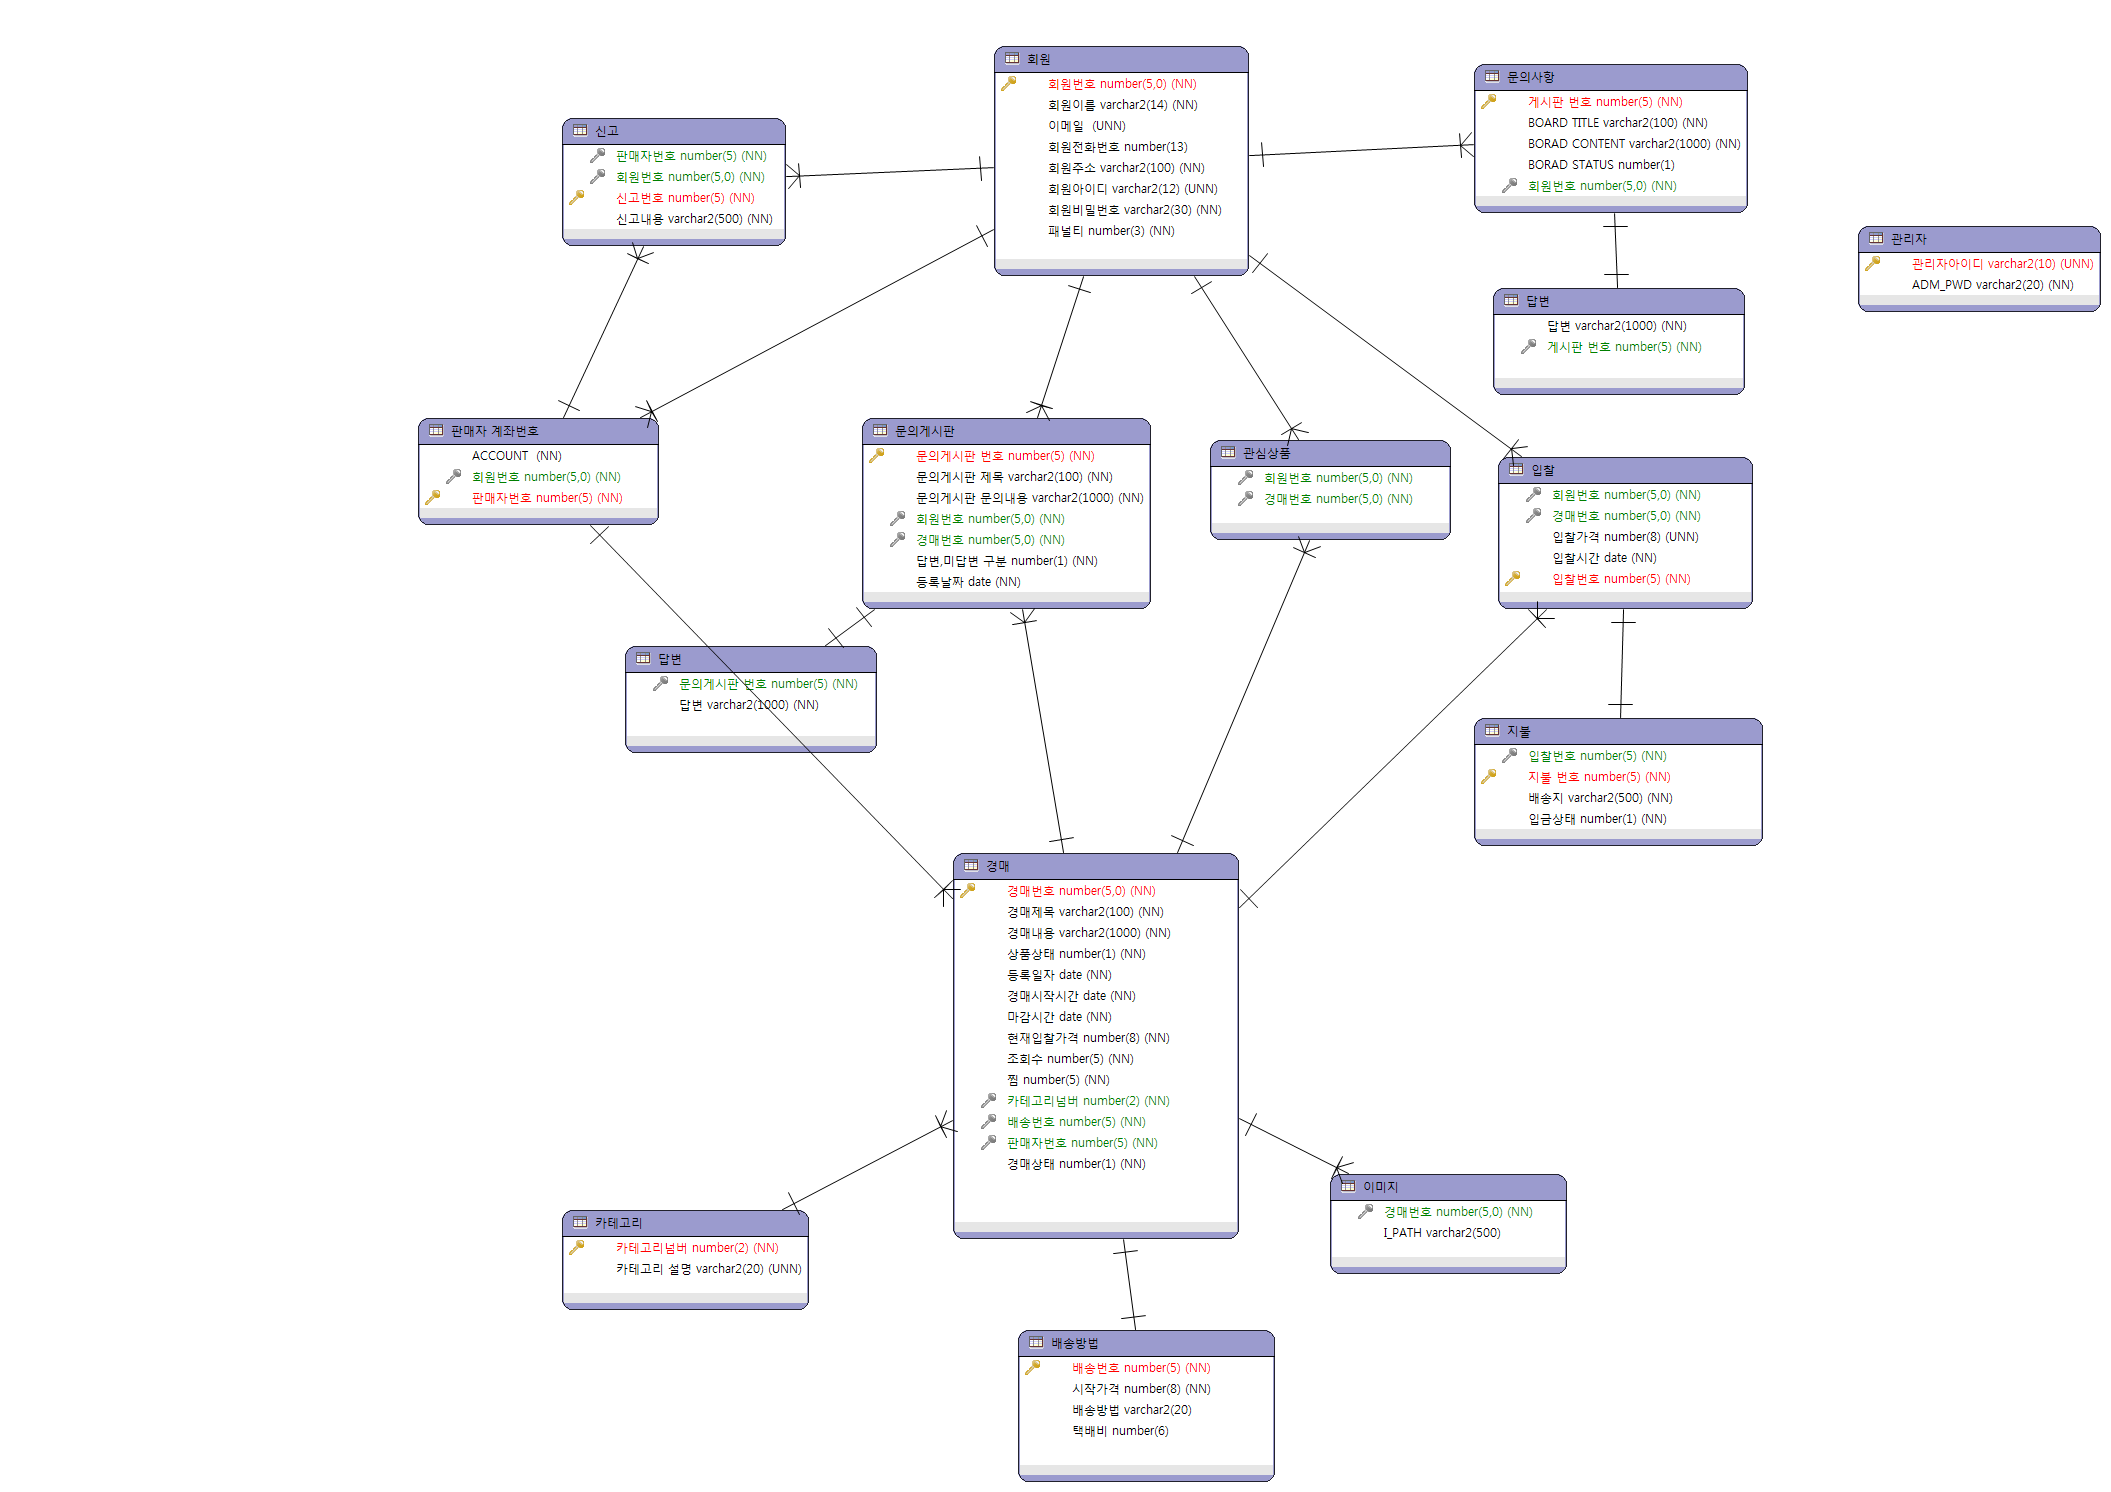 회원
회원번호 number(5,0) (NN)
회원이름 varchar2(14) (NN)
이메일 (UNN)
회원전화번호 number(13)
회원주소 varchar2(100) (NN)
회원아이디 varchar2(12) (UNN)
회원비밀번호 varchar2(30) (NN)
패널티 number(3) (NN)
문의사항
게시판 번호 number(5) (NN)
BOARD TITLE varchar2(100) (NN)
BORAD CONTENT varchar2(1000) (NN)
BORAD STATUS number(1)
회원번호 number(5,0) (NN)
신고
판매자번호 number(5) (NN)
회원번호 number(5,0) (NN)
신고번호 number(5) (NN)
신고내용 varchar2(500) (NN)
관리자
관리자아이디 varchar2(10) (UNN)
ADM_PWD varchar2(20) (NN)
답변
답변 varchar2(1000) (NN)
게시판 번호 number(5) (NN)
판매자 계좌번호
ACCOUNT (NN)
회원번호 number(5,0) (NN)
판매자번호 number(5) (NN)
문의게시판
문의게시판 번호 number(5) (NN)
문의게시판 제목 varchar2(100) (NN)
문의게시판 문의내용 varchar2(1000) (NN)
회원번호 number(5,0) (NN)
경매번호 number(5,0) (NN)
답변,미답변 구분 number(1) (NN)
등록날짜 date (NN)
관심상품
회원번호 number(5,0) (NN)
경매번호 number(5,0) (NN)
입찰
회원번호 number(5,0) (NN)
경매번호 number(5,0) (NN)
입찰가격 number(8) (UNN)
입찰시간 date (NN)
입찰번호 number(5) (NN)
답변
문의게시판 번호 number(5) (NN)
답변 varchar2(1000) (NN)
지불
입찰번호 number(5) (NN)
지불 번호 number(5) (NN)
배송지 varchar2(500) (NN)
입금상태 number(1) (NN)
경매
경매번호 number(5,0) (NN)
경매제목 varchar2(100) (NN)
경매내용 varchar2(1000) (NN)
상품상태 number(1) (NN)
등록일자 date (NN)
경매시작시간 date (NN)
마감시간 date (NN)
현재입찰가격 number(8) (NN)
조회수 number(5) (NN)
찜 number(5) (NN)
카테고리넘버 number(2) (NN)
배송번호 number(5) (NN)
판매자번호 number(5) (NN)
경매상태 number(1) (NN)
이미지
경매번호 number(5,0) (NN)
I_PATH varchar2(500)
카테고리
카테고리넘버 number(2) (NN)
카테고리 설명 varchar2(20) (UNN)
배송방법
배송번호 number(5) (NN)
시작가격 number(8) (NN)
배송방법 varchar2(20)
택배비 number(6)